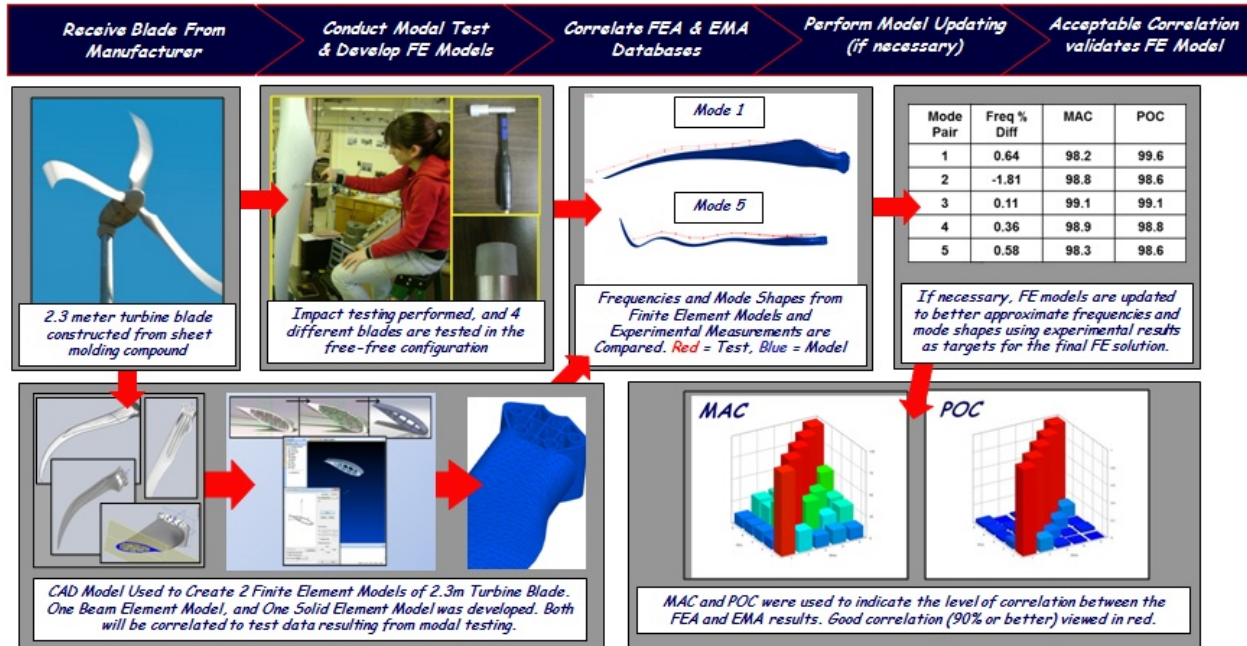 Receive Blade From
Manufacturer
Conduct Modal Test
& Develop FE Models
Correlate FEA & EMA
Databases
Perform Model Updating
(if necessary)
Acceptable Correlation
validates FE Model
2.3 meter turbine blade
constructed from sheet
molding compound
Impact testing performed, and 4
different blades are tested in the
free-free configuration
Mode 1
Mode 5
Frequencies and Mode Shapes from
Finite Element Models and
Experimental Measurements are
Compared. Red = Test, Blue = Model
Mode Pair Freq % Diff MAC POC
1 0.64 98.2 99.6
2 -1.81 98.8 98.6
3 0.11 99.1 99.1
4 0.36 98.9 98.8
5 0.58 98.3 98.6
If necessary, FE models are updated
to better approximate frequencies and
mode shapes using experimental results
as targets for the final FE solution.
CAD Model Used to Create 2 Finite Element Models of 2.3m Turbine Blade.
One Beam Element Model, and One Solid Element Model was developed. Both
will be correlated to test data resulting from modal testing.
MAC
POC
MAC and POC were used to indicate the level of correlation between the
FEA and EMA results. Good correlation (90% or better) viewed in red.